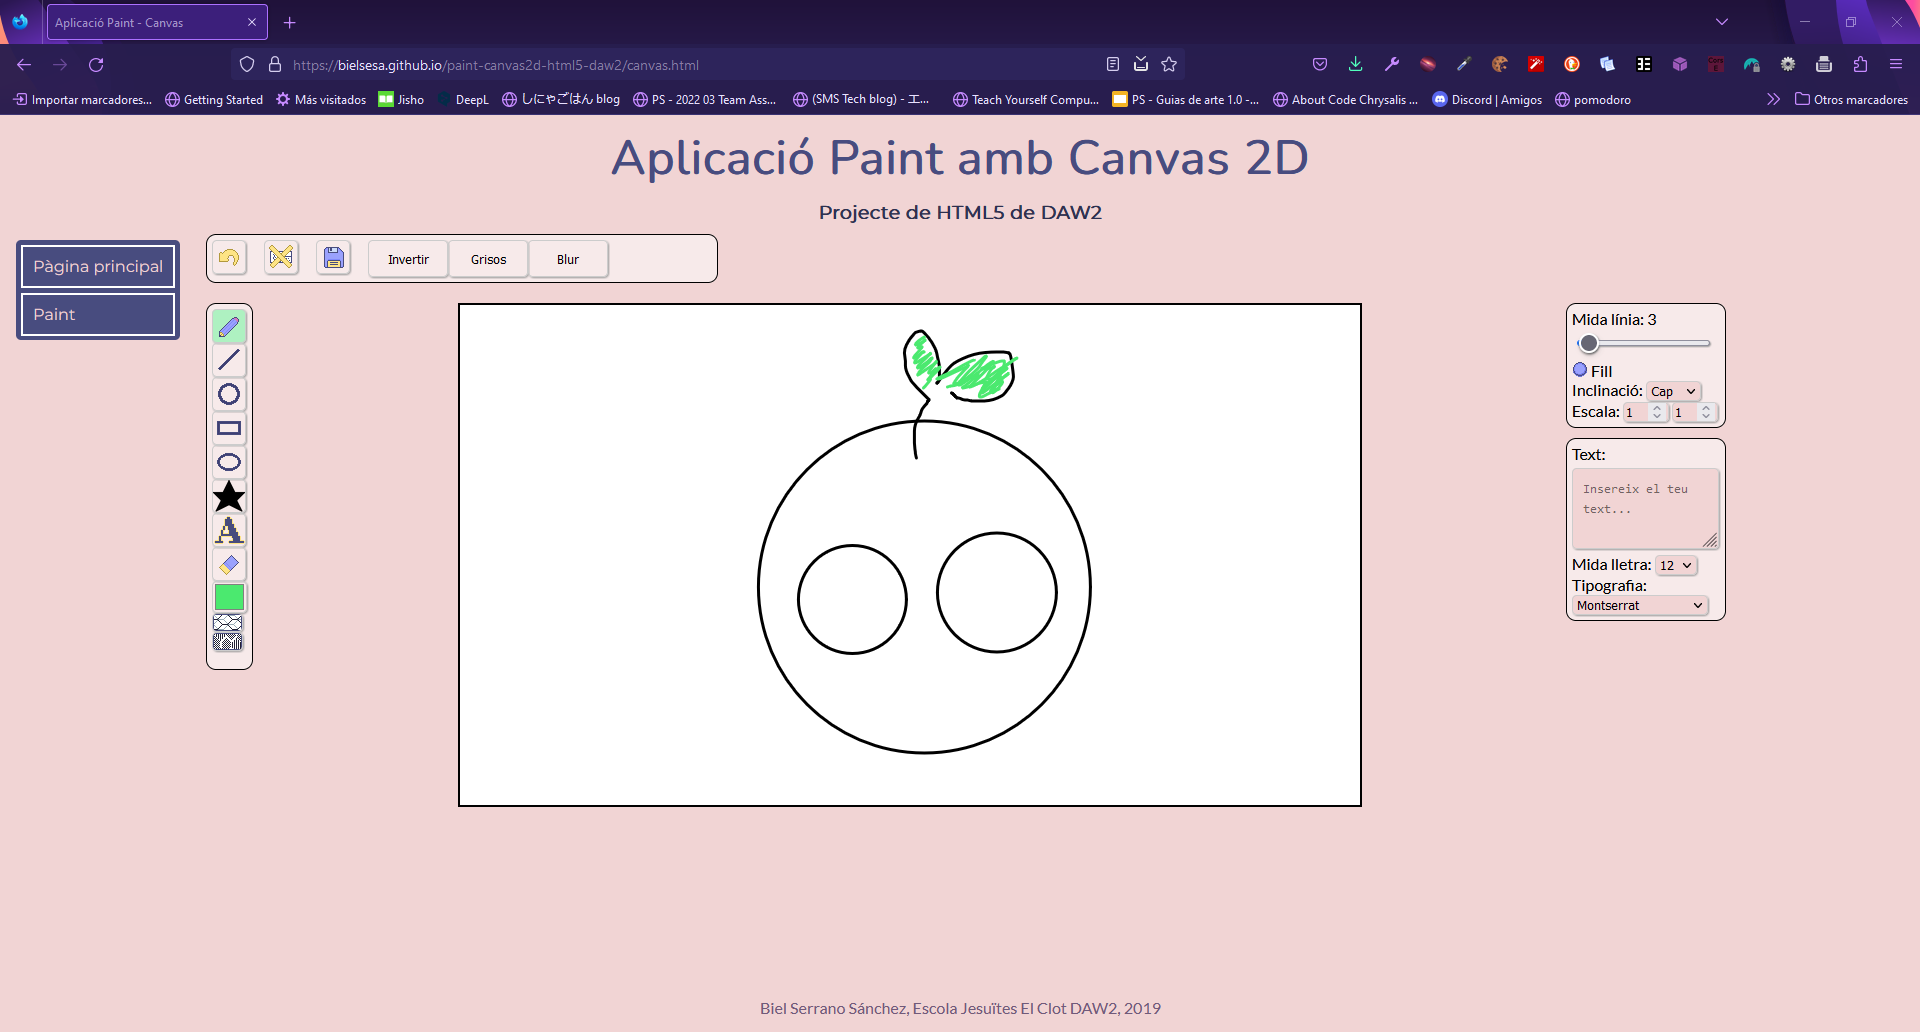 Aplicació Paint - Canvas
https://bielsesa.github.io/paint-canvas2d-html5-daw2/canvas.html
Importar marcadores... Getting Started Más visitados Jisho DeepL しにゃごはん blog PS - 2022 03 Team Ass... (SMS Tech blog) - エ... Teach Yourself Compu... PS - Guias de arte 1.0 -... About Code Chrysalis ... Discord | Amigos pomodoro Otros marcadores
Aplicació Paint amb Canvas 2D
Projecte de HTML5 de DAW2
Pàgina principal
Paint
Invertir Grisos Blur
Mida línia: 3
Fill
Inclinació: Cap
Escala: 1 1
Text:
Insereix el teu
text...
Mida lletra: 12
Tipografia:
Montserrat
Biel Serrano Sánchez, Escola Jesuïtes El Clot DAW2, 2019